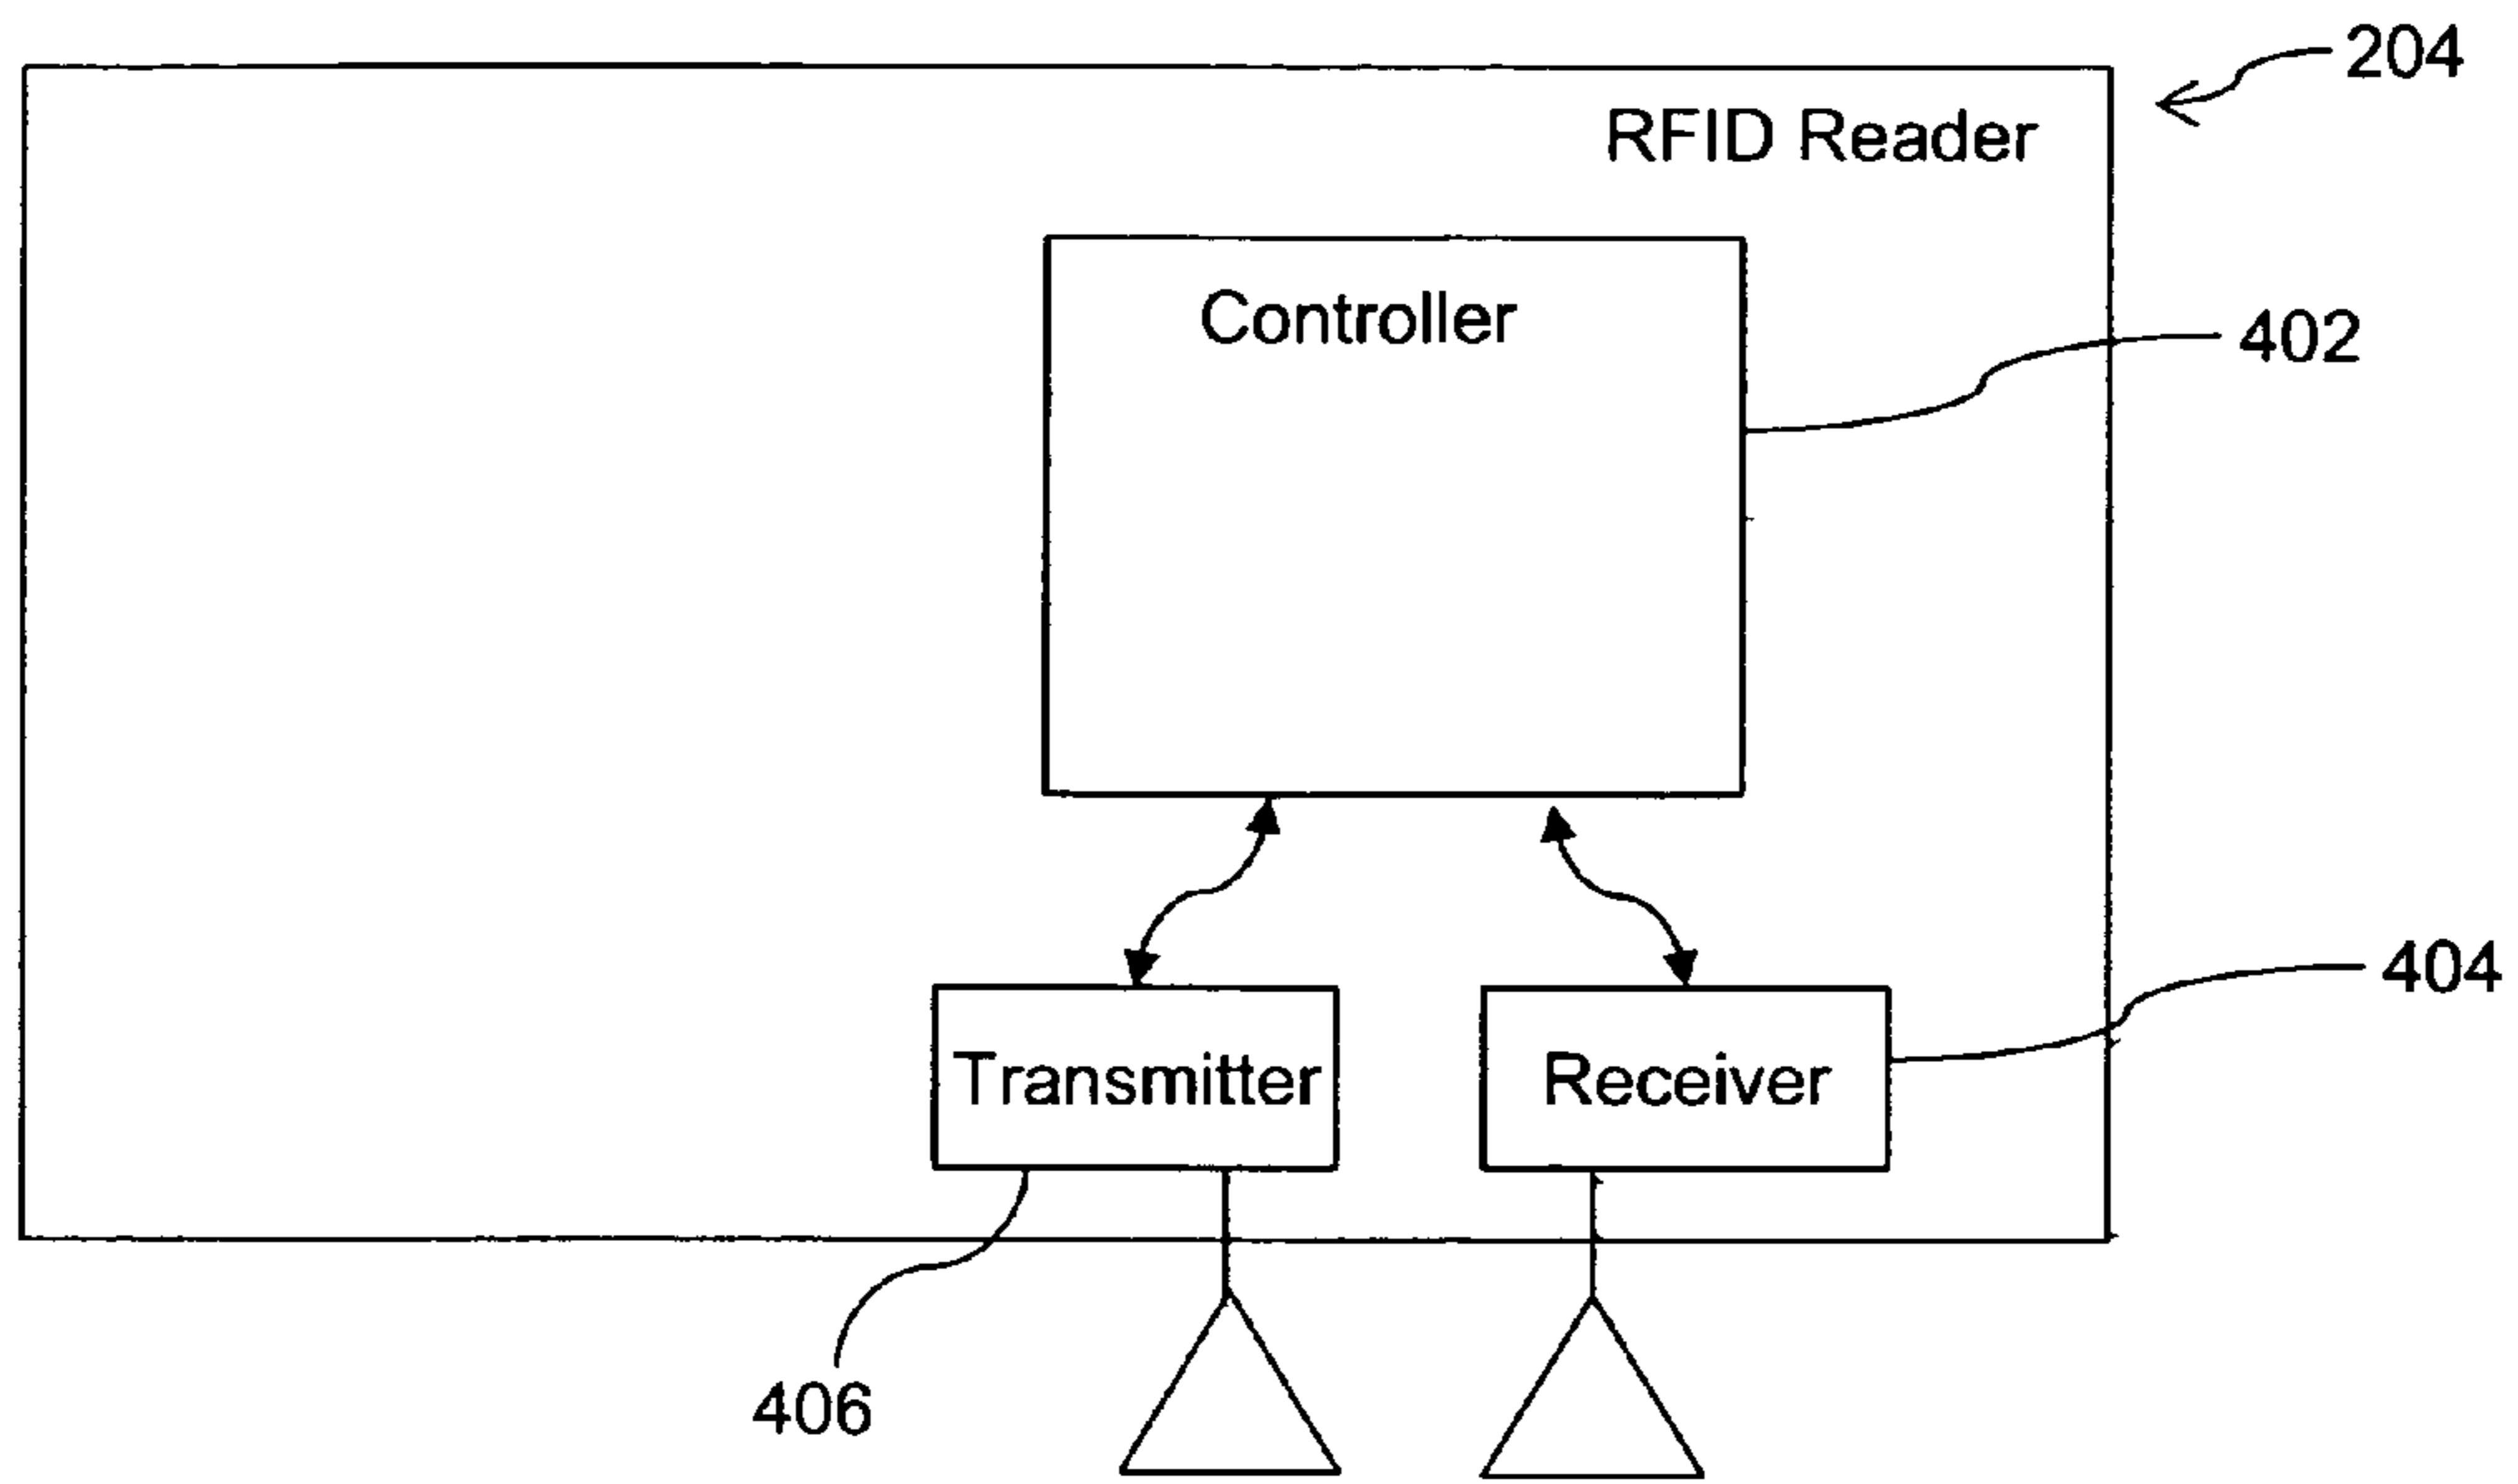 204
RFID Reader
Controller
402
404
Transmitter
Receiver
406